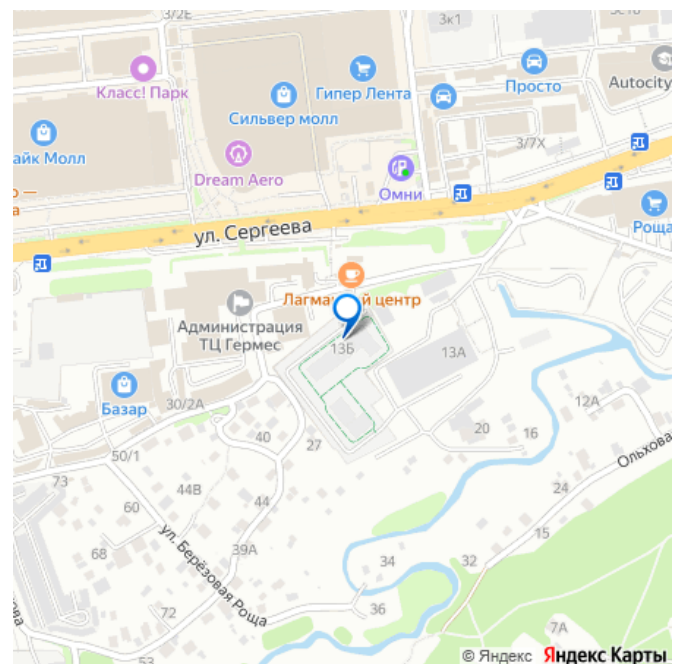 3/2Е
3к1
Класс! Парк
Гипер Лента
Просто
Autocity
Сильвер молл
айк Молл
3/7Х
Dream Aero
Омни
ул. Сергеева
Роща
Лагманный центр
Администрация
ТЦ Гермес
13Б
13А
Базар
30/2А
12А
40
27
20
16
Ольхова
50/1
73
44В
44
24
60
ул. Берёзовая Роща
39А
15
68
34
32
72
36
7А
53
© Яндекс Яндекс Карты